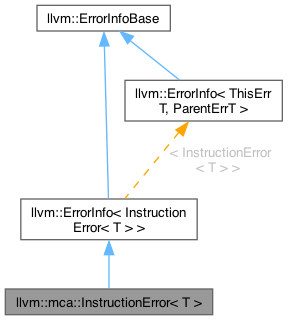 llvm::ErrorInfoBase
llvm::ErrorInfo< ThisErr
T, ParentErrT >
< InstructionError
< T > >
llvm::ErrorInfo< Instruction
Error< T > >
llvm::mca::InstructionError< T >